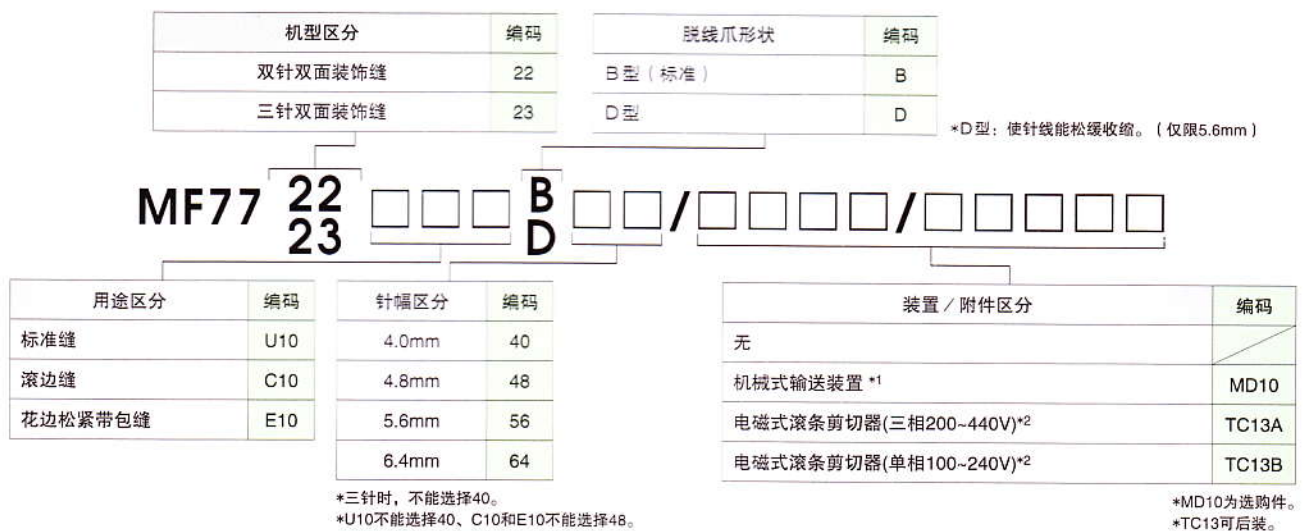 机型区分 编码
双针双面装饰缝 22
三针双面装饰缝 23
脱线爪形状 编码
B型（标准） B
D型 D
*D型：使针线能松缓收缩。（仅限5.6mm）
MF77 22 □□□ B □□/□□□□/□□□□□
23 D
用途区分 编码
标准缝 U10
滚边缝 C10
花边松紧带包缝 E10
针幅区分 编码
4.0mm 40
4.8mm 48
5.6mm 56
6.4mm 64
*三针时，不能选择40。
*U10不能选择40、C10和E10不能选择48。
装置／附件区分 编码
无
机械式输送装置 *1 MD10
电磁式滚条剪切器(三相200~440V)*2 TC13A
电磁式滚条剪切器(单相100~240V)*2 TC13B
*MD10为选购件。
*TC13可后装。